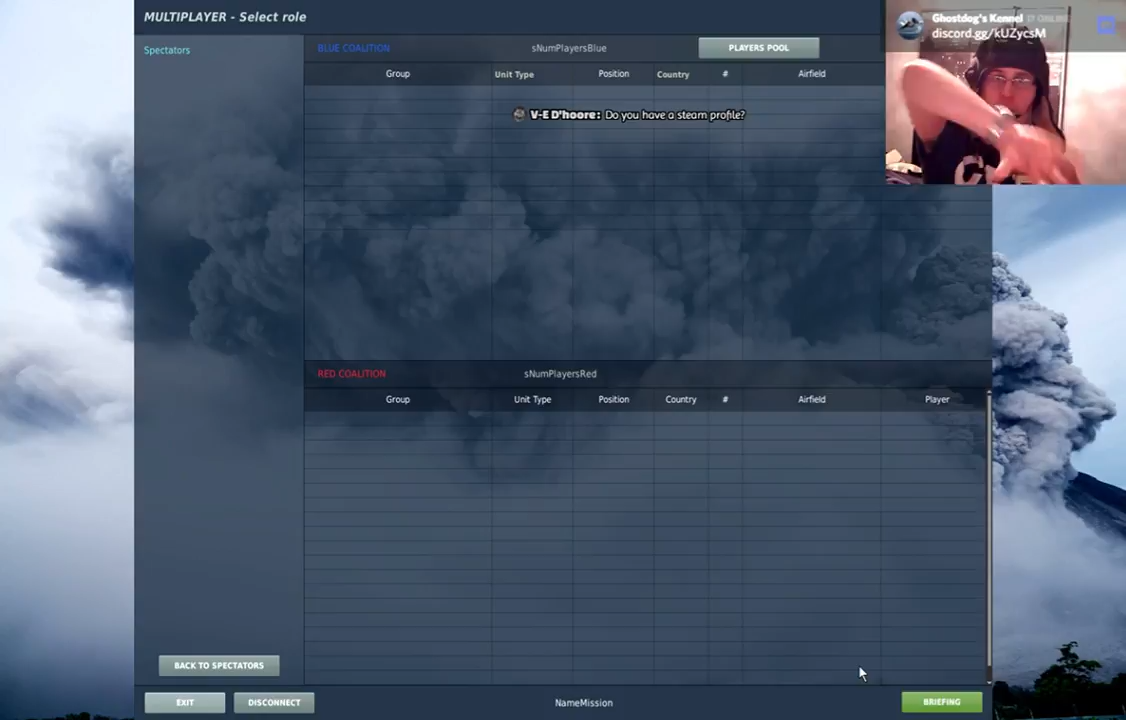 MULTIPLAYER - Select role
Ghostdog's Kennel 17 ONLINE
discord.gg/kUZycsM
Spectators
BLUE COALITION sNumPlayersBlue PLAYERS POOL
Group Unit Type Position Country # Airfield
V-E D'hoore: Do you have a steam profile?
RED COALITION sNumPlayersRed
Group Unit Type Position Country # Airfield Player
BACK TO SPECTATORS
EXIT DISCONNECT NameMission BRIEFING